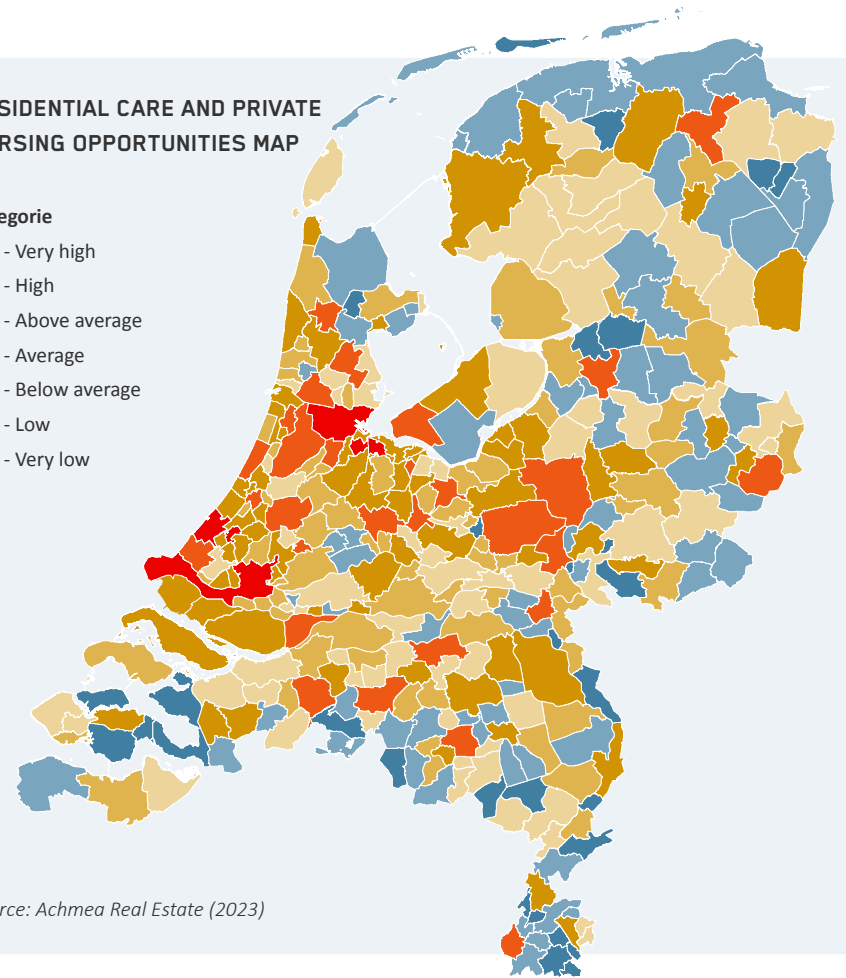 SIDENTIAL CARE AND PRIVATE
RSING OPPORTUNITIES MAP
egorie
- Very high
- High
- Above average
- Average
- Below average
- Low
- Very low
rce: Achmea Real Estate (2023)